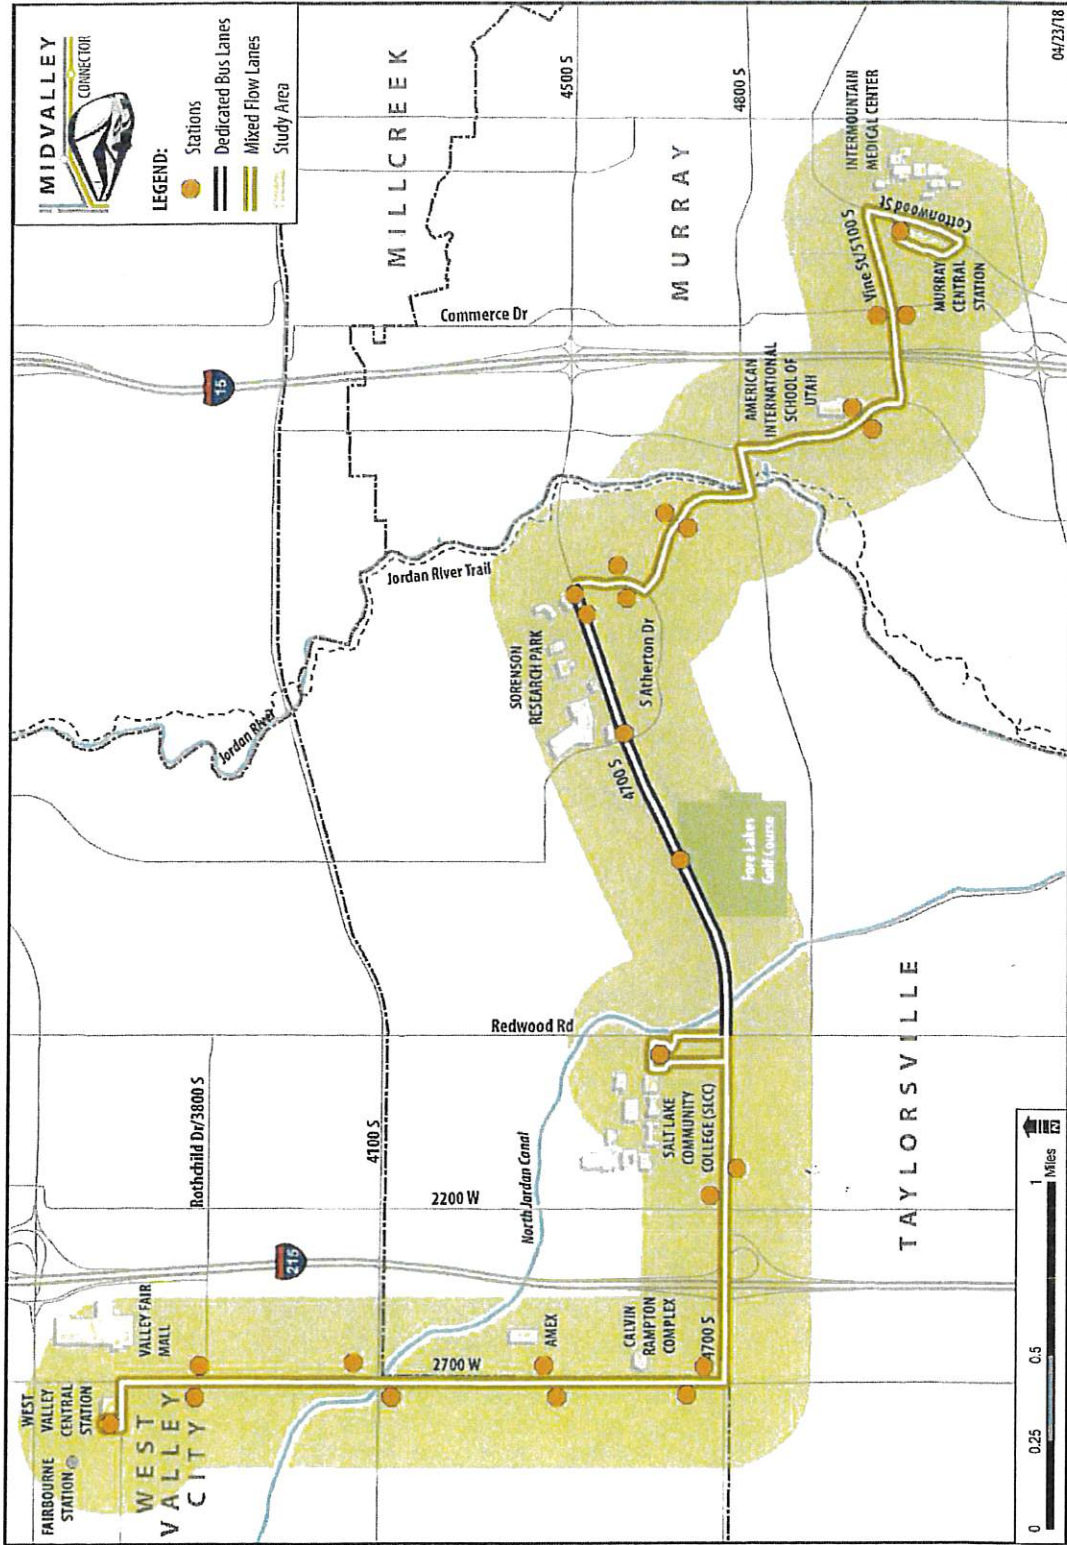 MIDVALLEY
CONNECTOR
LEGEND:
Stations
Dedicated Bus Lanes
Mixed Flow Lanes
Study Area
FAIRBOURNE
STATION
WEST
VALLEY
CENTRAL
STATION
VALLEY FAIR
MALL
WEST
VALLEY
CITY
Rothchild Dr/3800 S
215
4100 S
2700 W
2200 W
North Jordan Canal
AMEX
CALVIN
RAMPTON
COMPLEX
4700 S
SALT LAKE
COMMUNITY
COLLEGE (SLCC)
Redwood Rd
TAYLORSVILLE
Fore Lakes
Golf Course
4700 S
S Atherton Dr
SORENSON
RESEARCH PARK
Jordan River
Jordan River Trail
15
Commerce Dr
MILLCREEK
4500 S
MURRAY
4800 S
AMERICAN
INTERNATIONAL
SCHOOL OF
UTAH
Vine St/5100 S
Cottonwood St
MURRAY
CENTRAL
STATION
INTERMOUNTAIN
MEDICAL CENTER
0
0.25
0.5
1
Miles
N
04/23/18